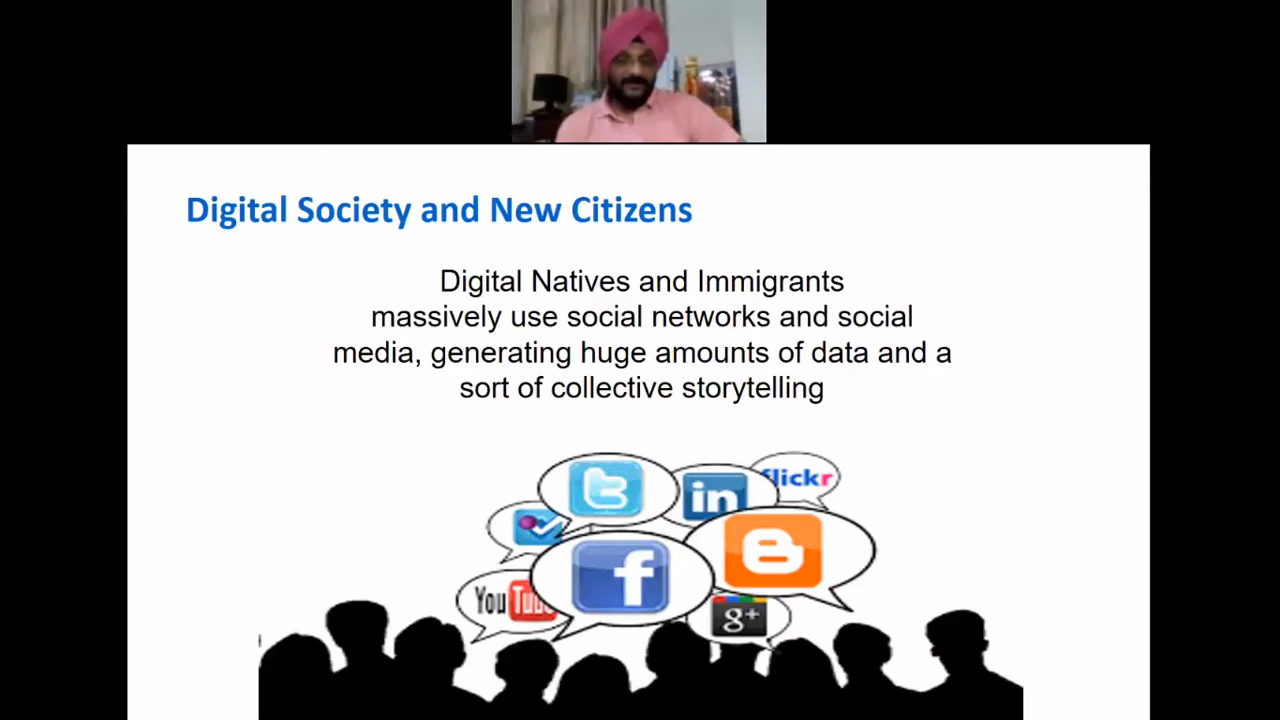 Digital Society and New Citizens
Digital Natives and Immigrants
massively use social networks and social
media, generating huge amounts of data and a
sort of collective storytelling
flickr
in
f
You Tube
g+